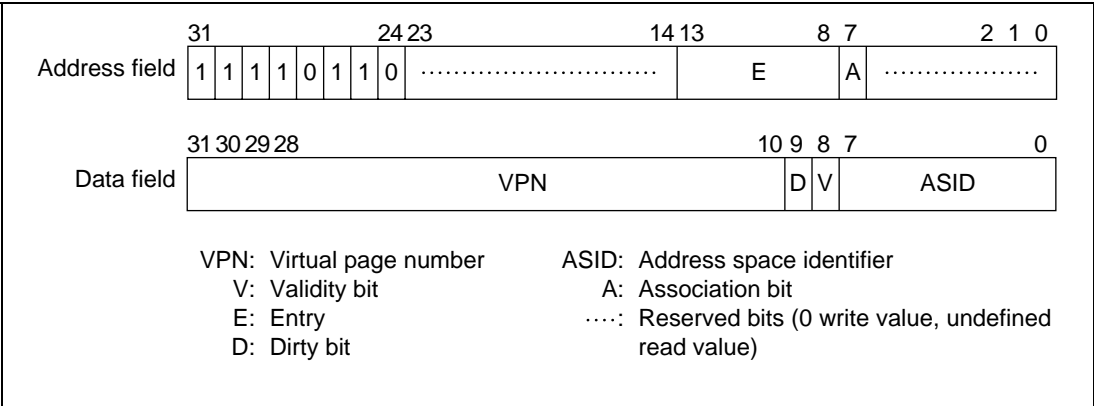 31 24 23 14 13 8 7 2 1 0
Address field 1 1 1 1 0 1 1 0 ............................. E A ...................
31 30 29 28 10 9 8 7 0
Data field VPN D V ASID
VPN: Virtual page number ASID: Address space identifier
V: Validity bit A: Association bit
E: Entry ····: Reserved bits (0 write value, undefined
D: Dirty bit read value)